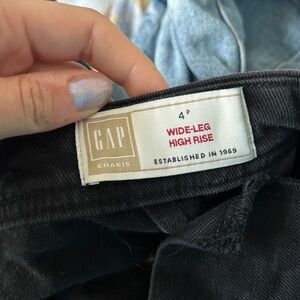 GAP
KHAKIS
4P
WIDE-LEG
HIGH RISE
ESTABLISHED IN 1969